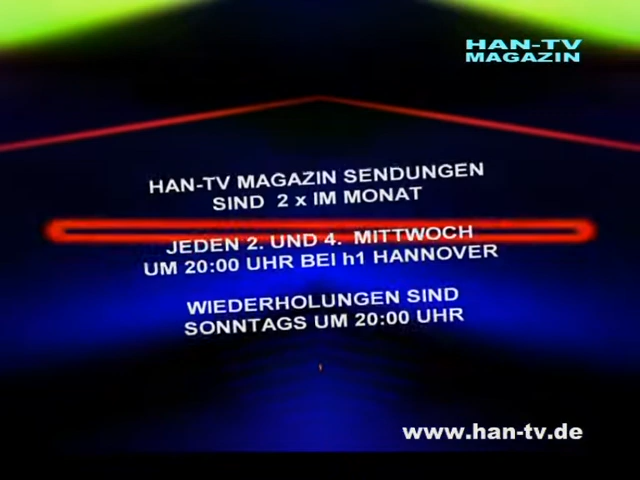 HAN-TV
MAGAZIN
HAN-TV MAGAZIN SENDUNGEN
SIND 2 x IM MONAT
JEDEN 2. UND 4. MITTWOCH
UM 20:00 UHR BEI h1 HANNOVER
WIEDERHOLUNGEN SIND
SONNTAGS UM 20:00 UHR
www.han-tv.de